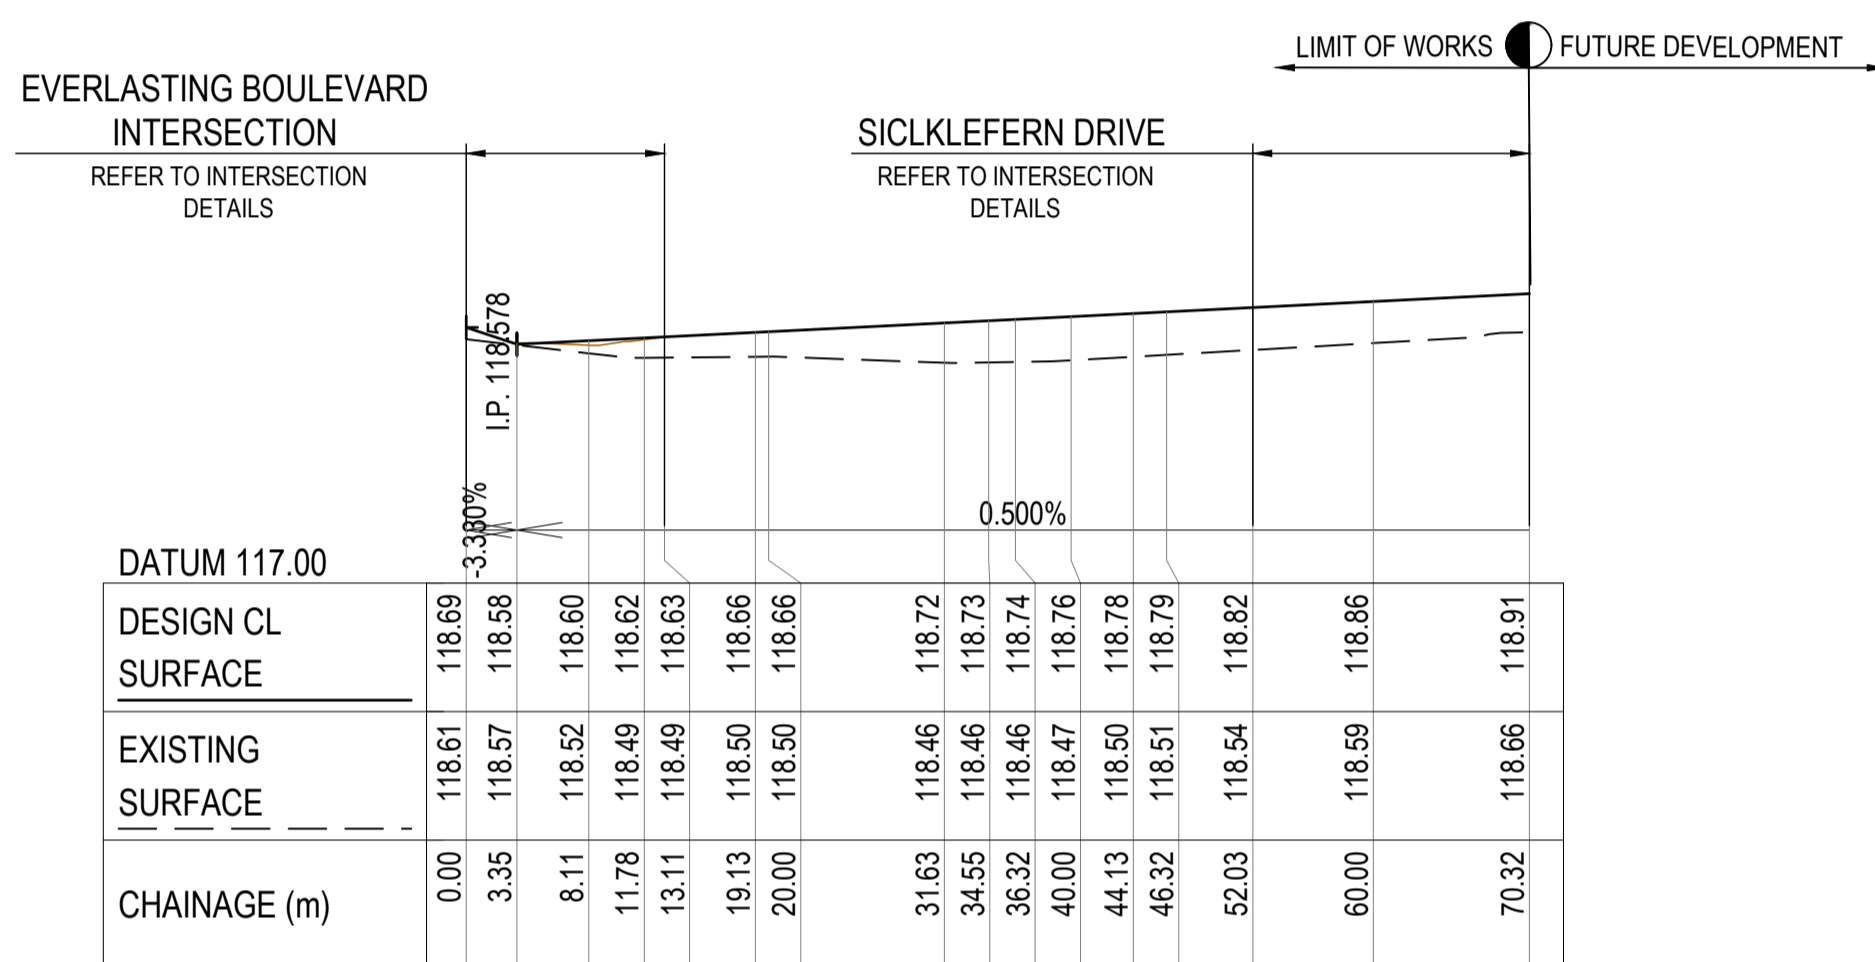 LIMIT OF WORKS FUTURE DEVELOPMENT
EVERLASTING BOULEVARD
INTERSECTION
REFER TO INTERSECTION
DETAILS
SICLKLEFERN DRIVE
REFER TO INTERSECTION
DETAILS
I.P. 118.578
-3.330%
0.500%
DATUM 117.00
DESIGN CL
SURFACE
118.69 118.58 118.60 118.62 118.63 118.66 118.66 118.72 118.73 118.74 118.76 118.78 118.79 118.82 118.86 118.91
EXISTING
SURFACE
118.61 118.57 118.52 118.49 118.49 118.50 118.50 118.46 118.46 118.46 118.47 118.50 118.51 118.54 118.59 118.66
CHAINAGE (m)
0.00 3.35 8.11 11.78 13.11 19.13 20.00 31.63 34.55 36.32 40.00 44.13 46.32 52.03 60.00 70.32